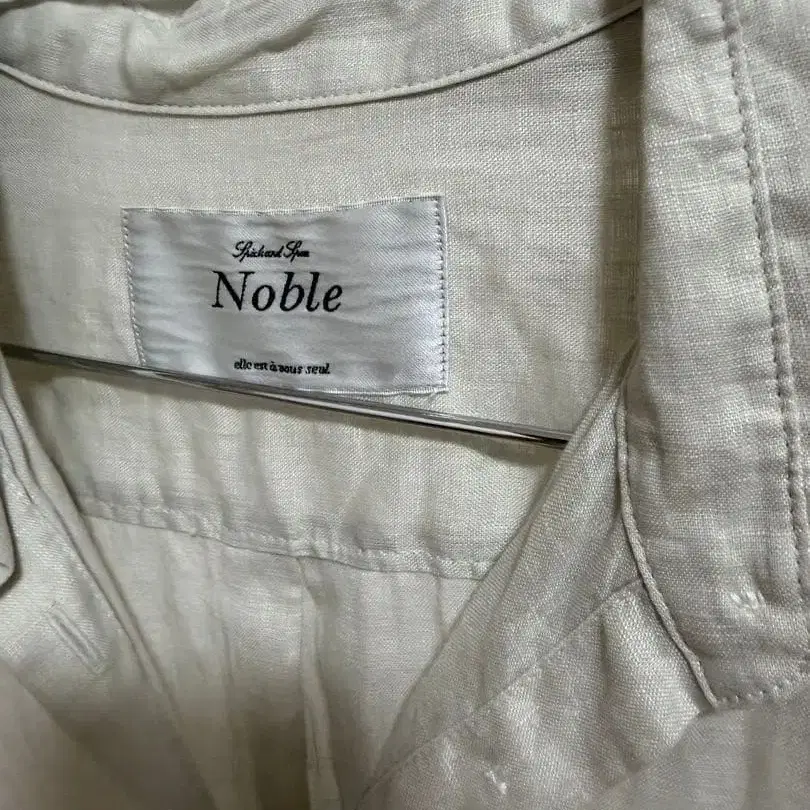 Spick and Span
Noble
elle est à vous seul.